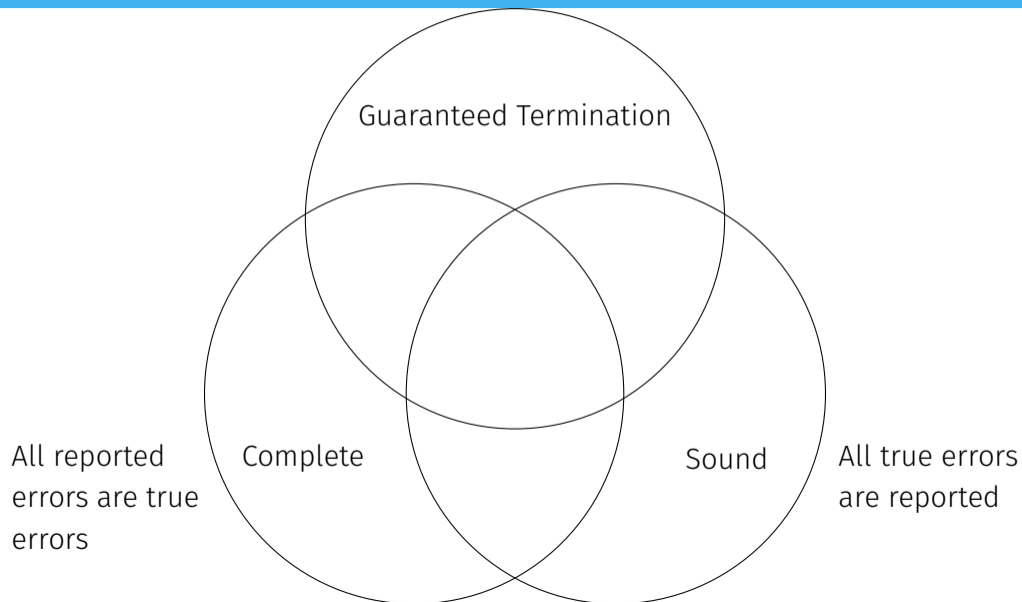 Guaranteed Termination
All reported
errors are true
errors
Complete
Sound
All true errors
are reported